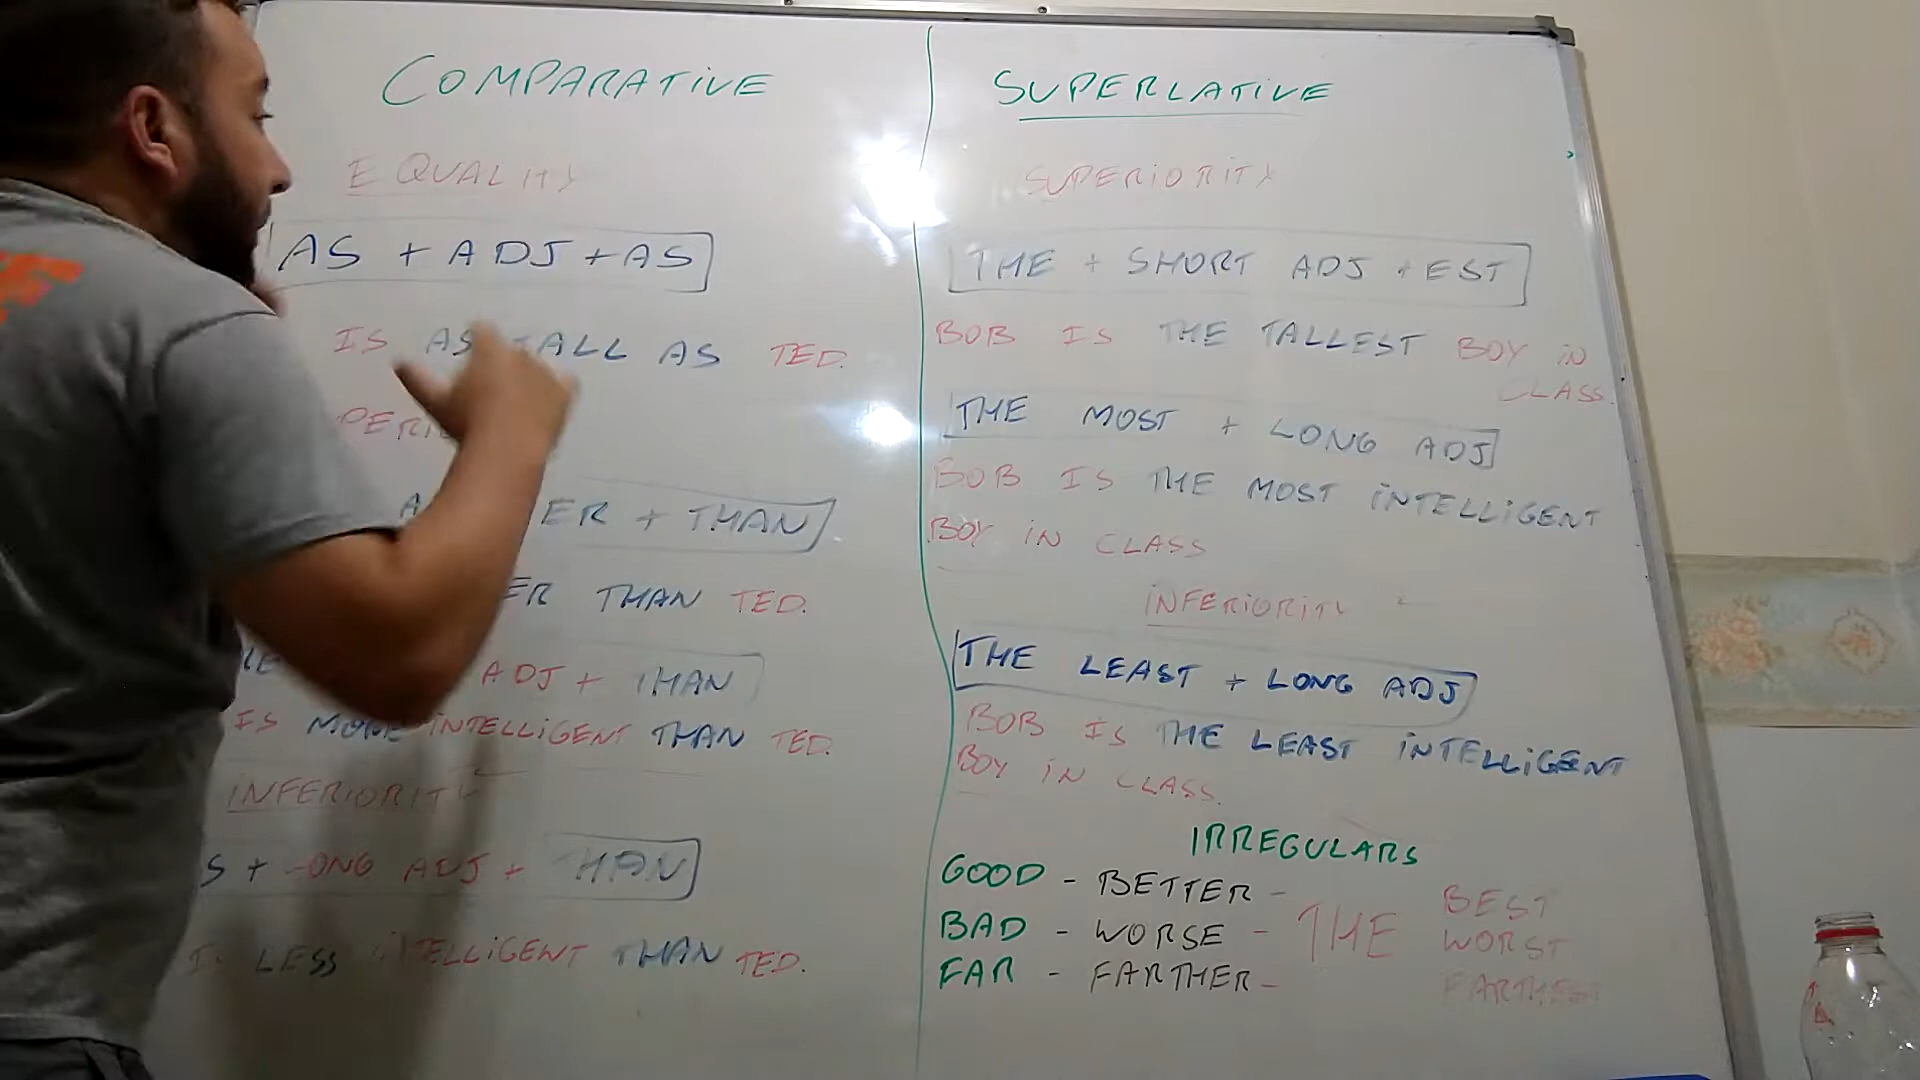 COMPARATIVE
EQUALITY
AS + ADJ + AS
IS AS TALL AS TED.
ER + THAN
ER THAN TED.
ADJ + THAN
IS MORE INTELLIGENT THAN TED.
INFERIORITY
S + LONG ADJ + THAN
LESS INTELLIGENT THAN TED.
SUPERLATIVE
SUPERIORITY
THE + SHORT ADJ + EST
BOB IS THE TALLEST BOY IN
CLASS.
THE MOST + LONG ADJ
BOB IS THE MOST INTELLIGENT
BOY IN CLASS
INFERIORITY
THE LEAST + LONG ADJ
BOB IS THE LEAST INTELLIGENT
BOY IN CLASS.
IRREGULARS
GOOD - BETTER - BEST
BAD - WORSE - THE WORST
FAR - FARTHER - FARTHEST